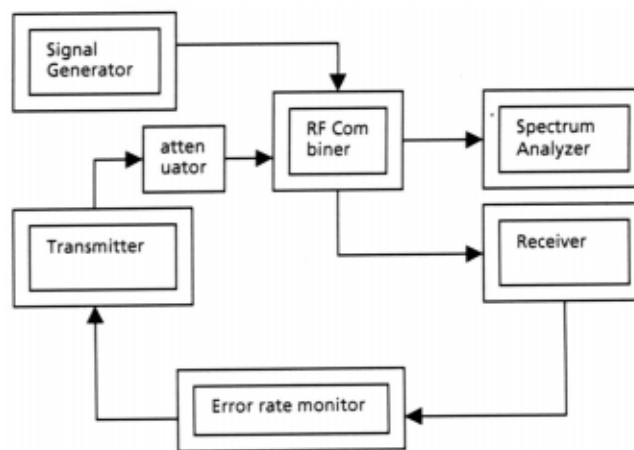 Signal
Generator
RF Com
biner
Spectrum
Analyzer
atten
uator
Transmitter
Receiver
Error rate monitor